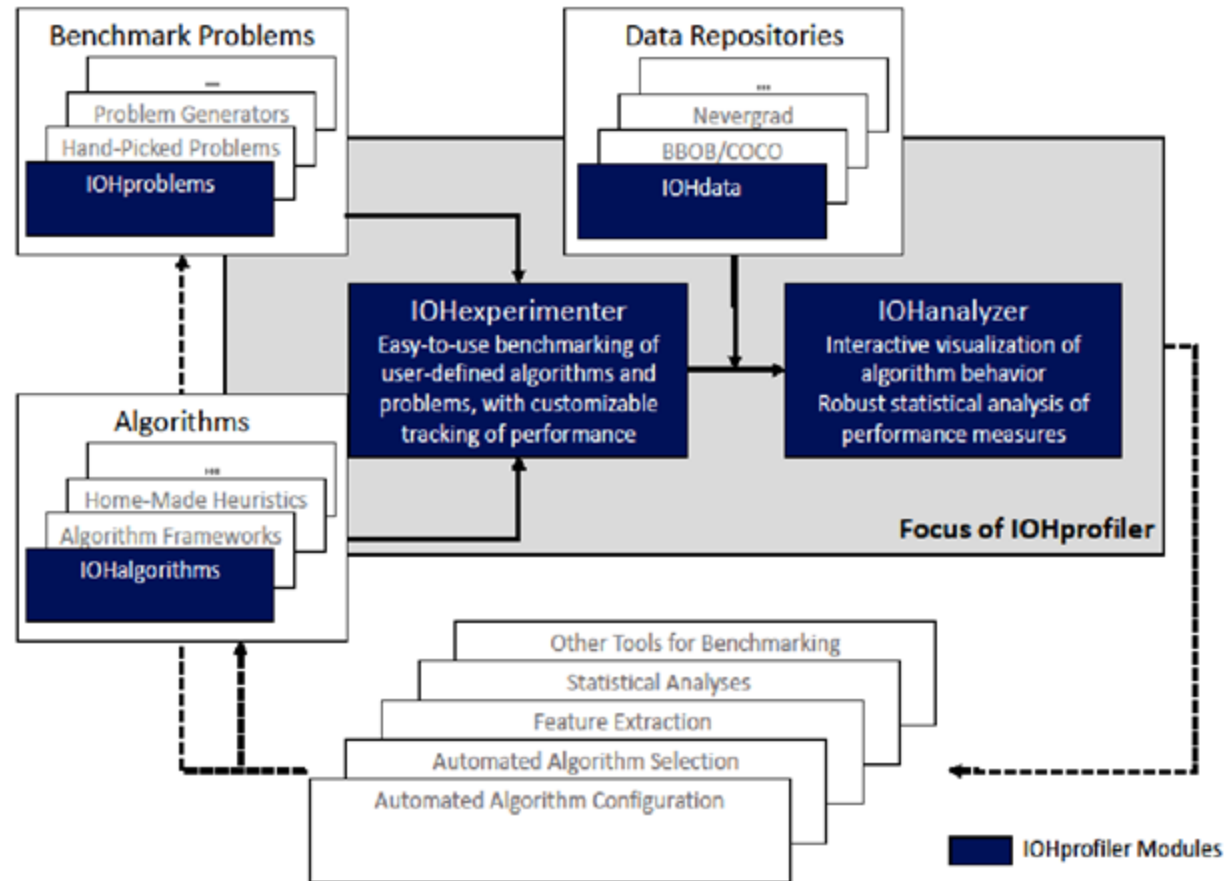 Benchmark Problems
...
Problem Generators
Hand-Picked Problems
IOHproblems
Data Repositories
...
Nevergrad
BBOB/COCO
IOHdata
IOHexperimenter
Easy-to-use benchmarking of
user-defined algorithms and
problems, with customizable
tracking of performance
IOHanalyzer
Interactive visualization of
algorithm behavior
Robust statistical analysis of
performance measures
Algorithms
...
Home-Made Heuristics
Algorithm Frameworks
IOHalgorithms
Focus of IOHprofiler
Other Tools for Benchmarking
Statistical Analyses
Feature Extraction
Automated Algorithm Selection
Automated Algorithm Configuration
IOHprofiler Modules